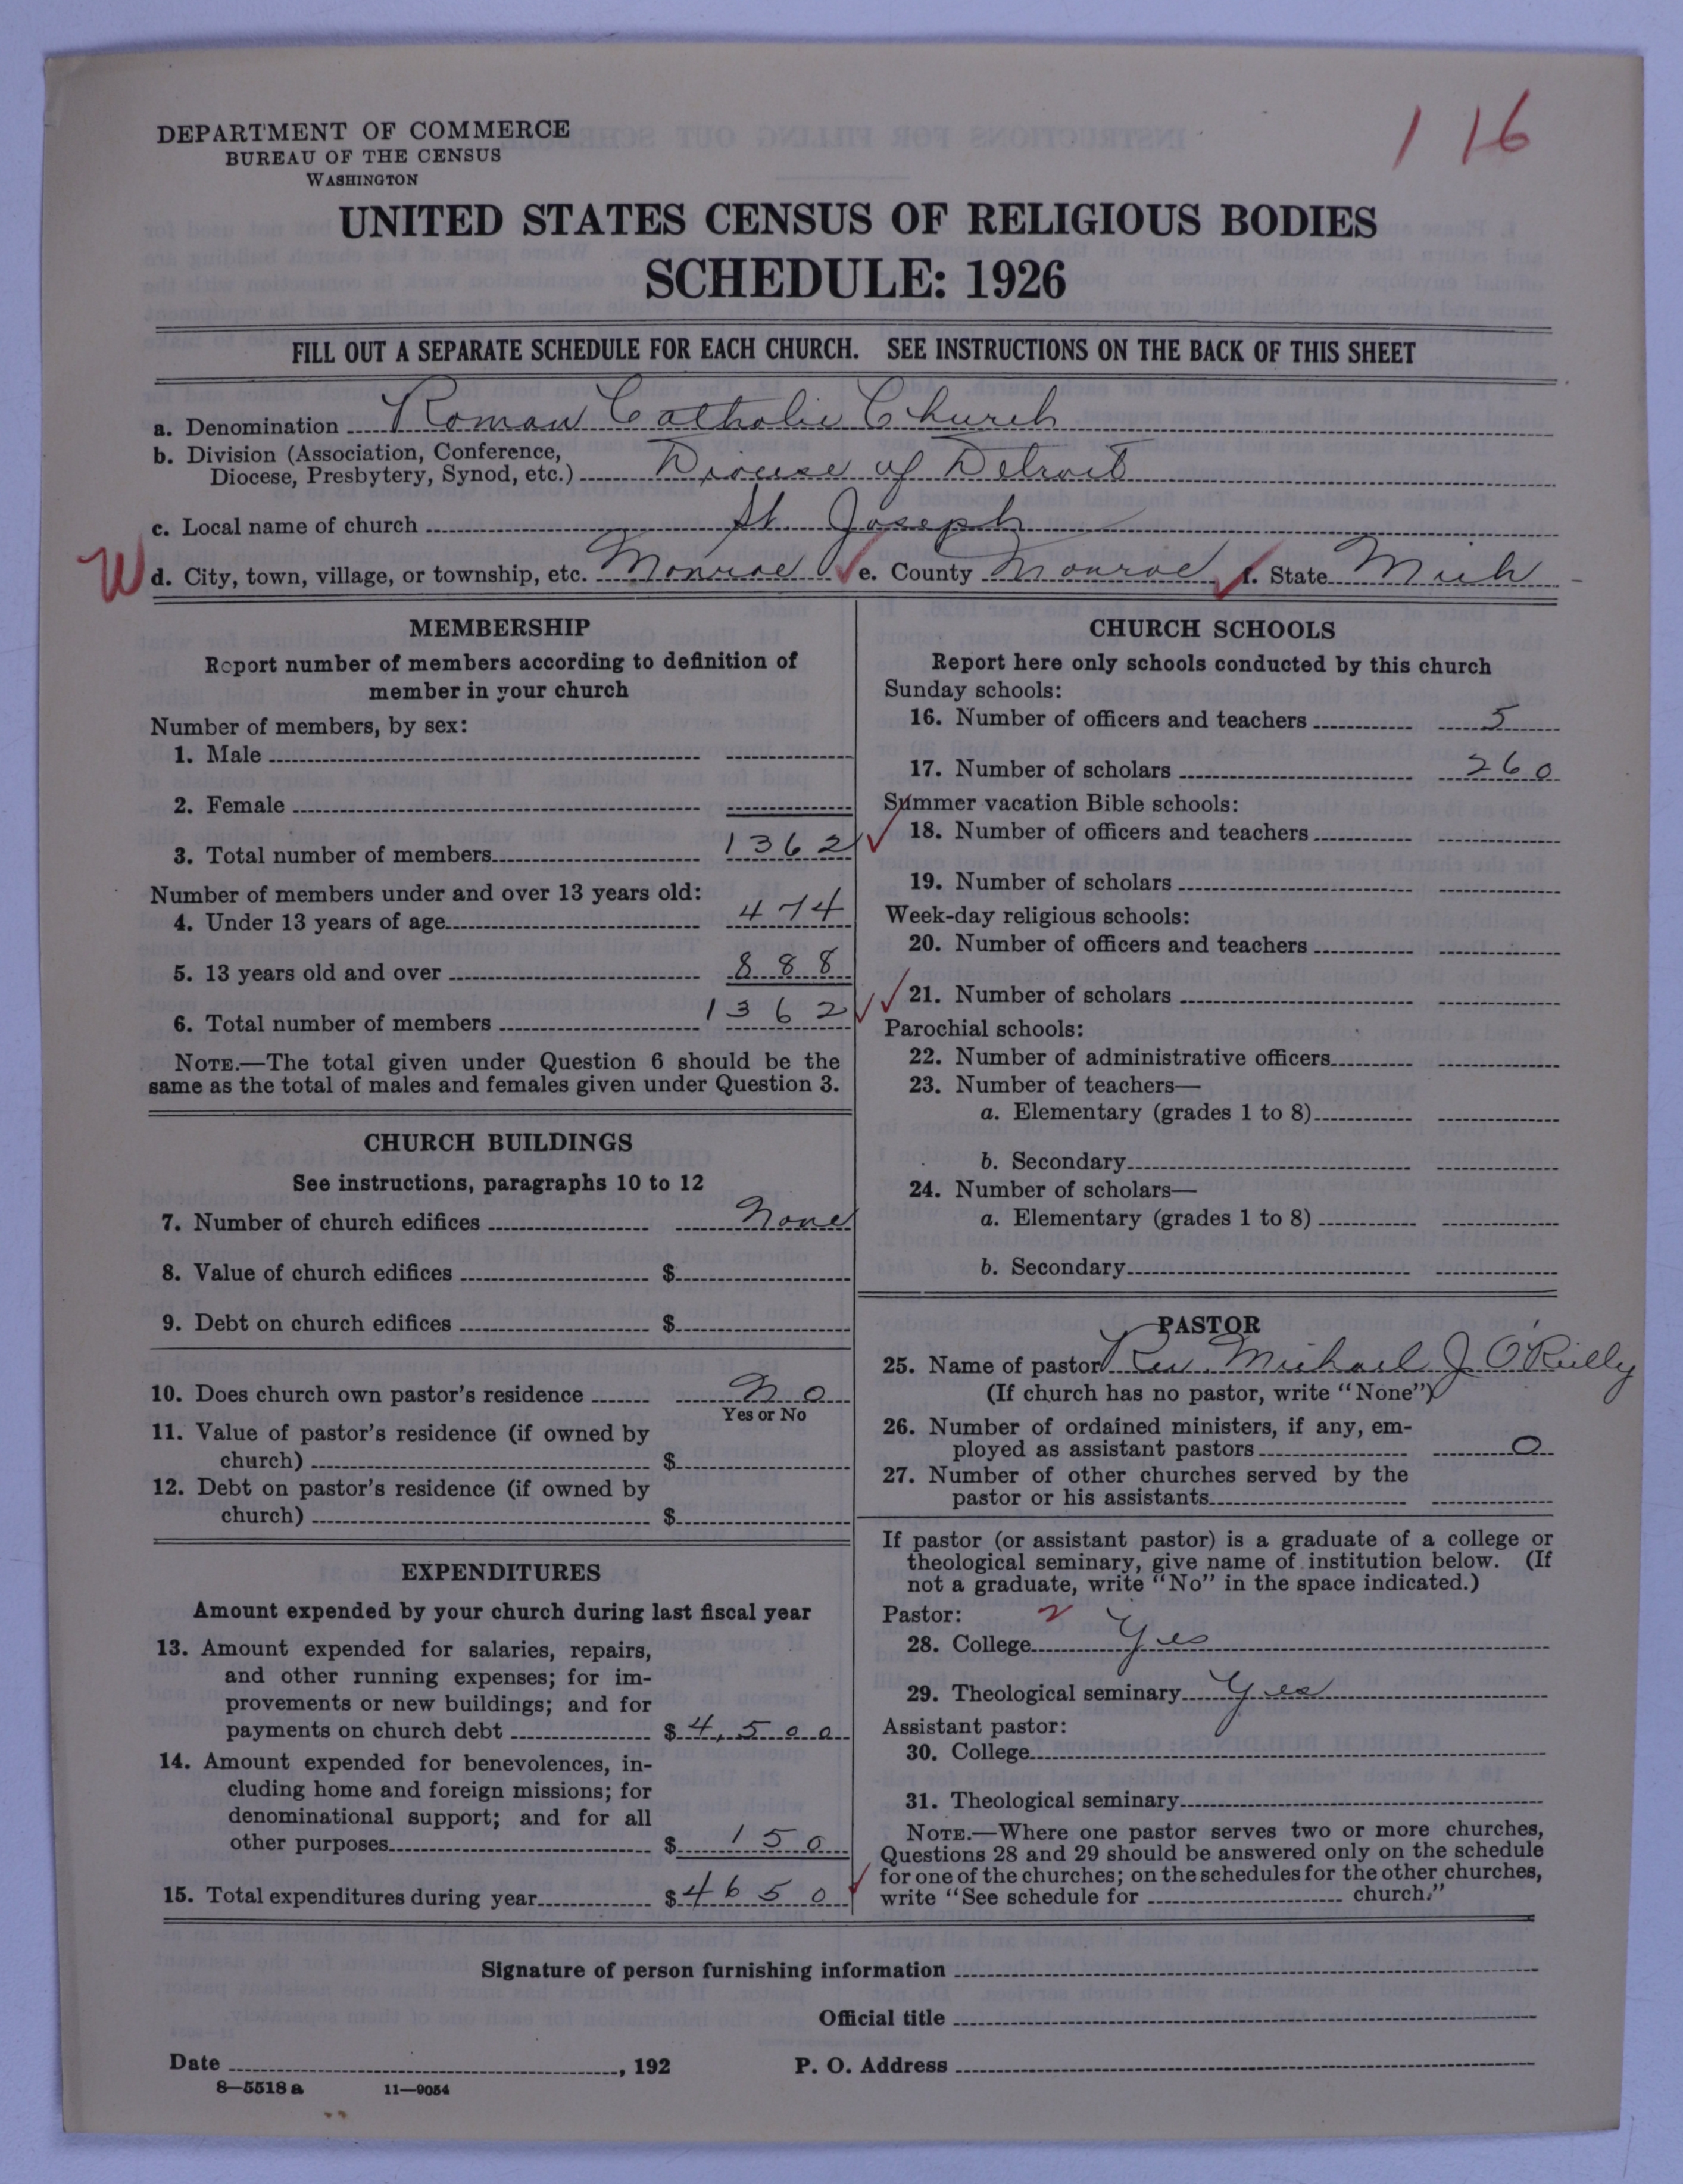 1 16
DEPARTMENT OF COMMERCE
BUREAU OF THE CENSUS
WASHINGTON
UNITED STATES CENSUS OF RELIGIOUS BODIES
SCHEDULE: 1926
FILL OUT A SEPARATE SCHEDULE FOR EACH CHURCH. SEE INSTRUCTIONS ON THE BACK OF THIS SHEET
a. Denomination Roman Catholic Church
b. Division (Association, Conference,
Diocese, Presbytery, Synod, etc.) Diocese of Detroit
c. Local name of church St. Joseph
W d. City, town, village, or township, etc. Monroe e. County Monroe f. State Mich
MEMBERSHIP
Report number of members according to definition of
member in your church
Number of members, by sex:
1. Male
2. Female
3. Total number of members 1362
Number of members under and over 13 years old:
4. Under 13 years of age 474
5. 13 years old and over 888
6. Total number of members 1362
NOTE.—The total given under Question 6 should be the
same as the total of males and females given under Question 3.
CHURCH BUILDINGS
See instructions, paragraphs 10 to 12
7. Number of church edifices None
8. Value of church edifices $
9. Debt on church edifices $
10. Does church own pastor's residence No
Yes or No
11. Value of pastor's residence (if owned by
church) $
12. Debt on pastor's residence (if owned by
church) $
EXPENDITURES
Amount expended by your church during last fiscal year
13. Amount expended for salaries, repairs,
and other running expenses; for im-
provements or new buildings; and for
payments on church debt $ 4,500
14. Amount expended for benevolences, in-
cluding home and foreign missions; for
denominational support; and for all
other purposes $ 150
15. Total expenditures during year $ 4650
CHURCH SCHOOLS
Report here only schools conducted by this church
Sunday schools:
16. Number of officers and teachers 5
17. Number of scholars 260
Summer vacation Bible schools:
18. Number of officers and teachers
19. Number of scholars
Week-day religious schools:
20. Number of officers and teachers
21. Number of scholars
Parochial schools:
22. Number of administrative officers
23. Number of teachers—
a. Elementary (grades 1 to 8)
b. Secondary
24. Number of scholars—
a. Elementary (grades 1 to 8)
b. Secondary
PASTOR
25. Name of pastor Rev. Michael J O'Reilly
(If church has no pastor, write "None")
26. Number of ordained ministers, if any, em-
ployed as assistant pastors 0
27. Number of other churches served by the
pastor or his assistants
If pastor (or assistant pastor) is a graduate of a college or
theological seminary, give name of institution below. (If
not a graduate, write "No" in the space indicated.)
Pastor: 2
28. College Yes
29. Theological seminary Yes
Assistant pastor:
30. College
31. Theological seminary
NOTE.—Where one pastor serves two or more churches,
Questions 28 and 29 should be answered only on the schedule
for one of the churches; on the schedules for the other churches,
write "See schedule for church."
Signature of person furnishing information
Official title
Date , 192 P. O. Address
8—5518 a 11—9054